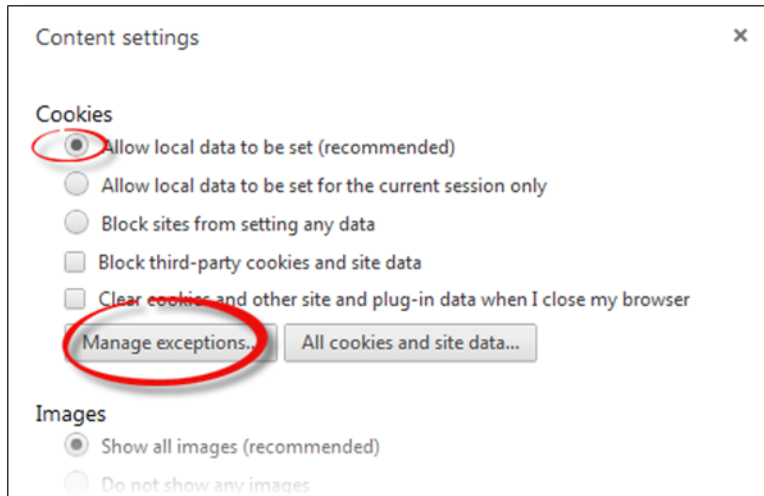 Content settings
Cookies
Allow local data to be set (recommended)
Allow local data to be set for the current session only
Block sites from setting any data
Block third-party cookies and site data
Clear cookies and other site and plug-in data when I close my browser
Manage exceptions... All cookies and site data...
Images
Show all images (recommended)
Do not show any images